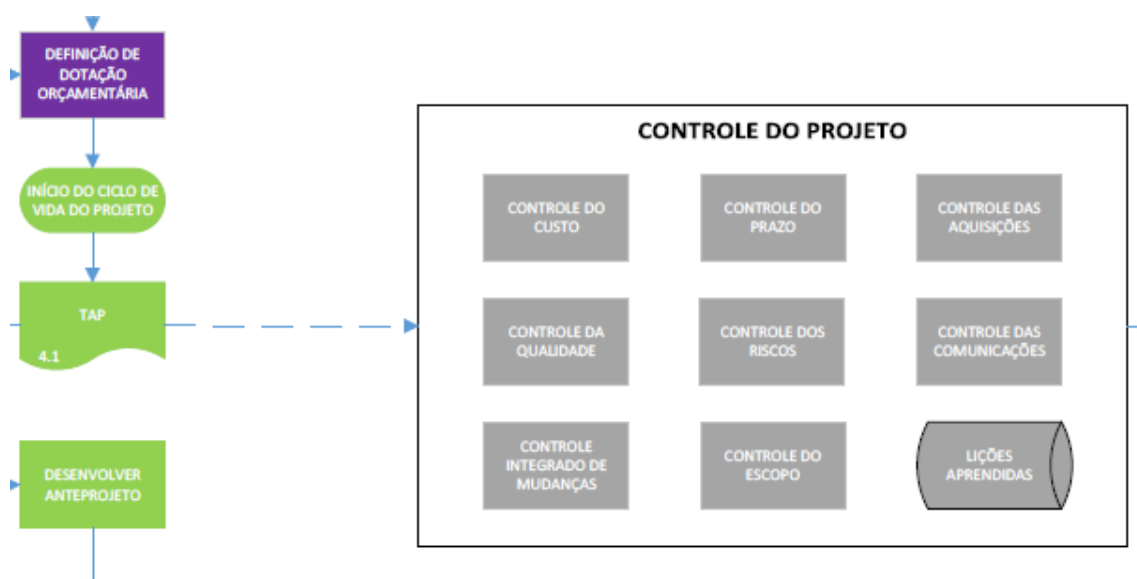 DEFINIÇÃO DE
DOTAÇÃO
ORÇAMENTÁRIA
INÍCIO DO CICLO DE
VIDA DO PROJETO
TAP
4.1
DESENVOLVER
ANTEPROJETO
CONTROLE DO PROJETO
CONTROLE DO
CUSTO
CONTROLE DO
PRAZO
CONTROLE DAS
AQUISIÇÕES
CONTROLE DA
QUALIDADE
CONTROLE DOS
RISCOS
CONTROLE DAS
COMUNICAÇÕES
CONTROLE
INTEGRADO DE
MUDANÇAS
CONTROLE DO
ESCOPO
LIÇÕES
APRENDIDAS